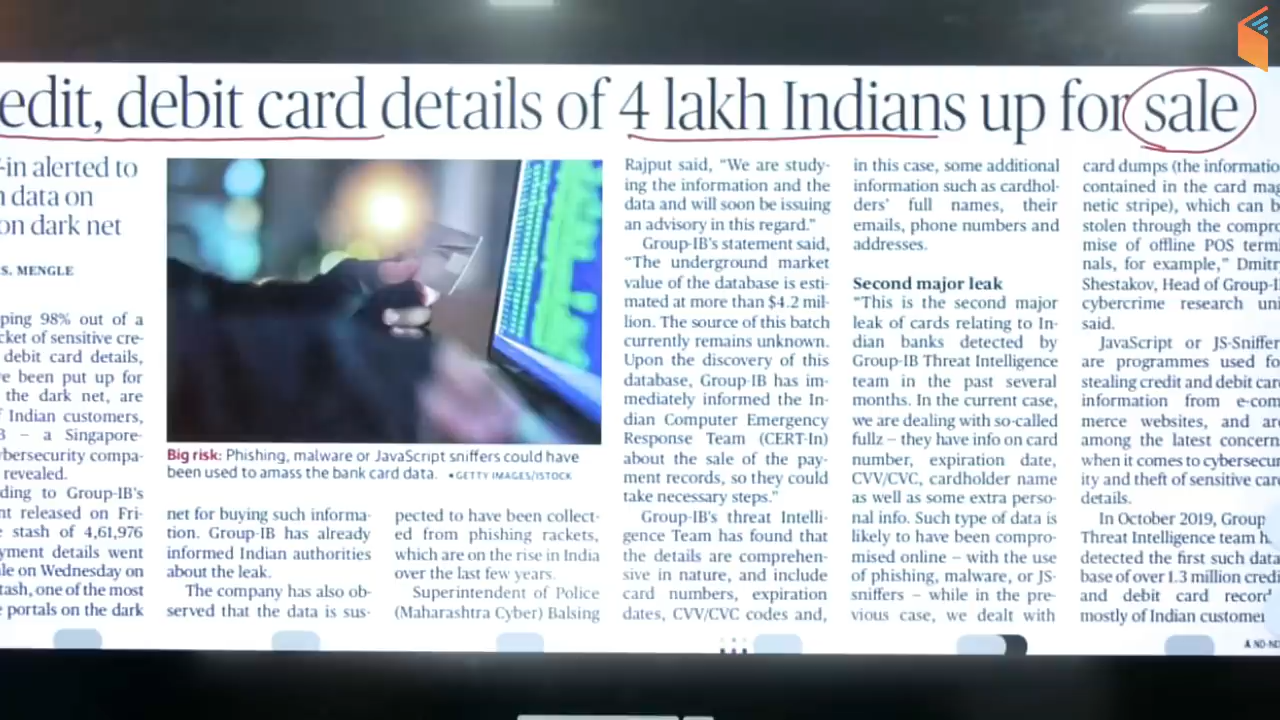 edit, debit card details of 4 lakh Indians up for sale
-in alerted to
data on
on dark net
S. MENGLE
ping 98% out of a
cket of sensitive cre-
debit card details,
e been put up for
the dark net, are
Indian customers,
B – a Singapore-
bersecurity compa-
revealed.
ding to Group-IB's
nt released on Fri-
stash of 4,61,976
yment details went
le on Wednesday on
tash, one of the most
portals on the dark
Big risk: Phishing, malware or JavaScript sniffers could have
been used to amass the bank card data. •GETTY IMAGES/ISTOCK
net for buying such informa-
tion. Group-IB has already
informed Indian authorities
about the leak.
The company has also ob-
served that the data is sus-
pected to have been collect-
ed from phishing rackets,
which are on the rise in India
over the last few years.
Superintendent of Police
(Maharashtra Cyber) Balsing
Rajput said, “We are study-
ing the information and the
data and will soon be issuing
an advisory in this regard.”
Group-IB's statement said,
“The underground market
value of the database is esti-
mated at more than $4.2 mil-
lion. The source of this batch
currently remains unknown.
Upon the discovery of this
database, Group-IB has im-
mediately informed the In-
dian Computer Emergency
Response Team (CERT-In)
about the sale of the pay-
ment records, so they could
take necessary steps.”
Group-IB's threat Intelli-
gence Team has found that
the details are comprehen-
sive in nature, and include
card numbers, expiration
dates, CVV/CVC codes and,
in this case, some additional
information such as cardhol-
ders' full names, their
emails, phone numbers and
addresses.
Second major leak
“This is the second major
leak of cards relating to In-
dian banks detected by
Group-IB Threat Intelligence
team in the past several
months. In the current case,
we are dealing with so-called
fullz – they have info on card
number, expiration date,
CVV/CVC, cardholder name
as well as some extra perso-
nal info. Such type of data is
likely to have been compro-
mised online – with the use
of phishing, malware, or JS-
sniffers – while in the pre-
vious case, we dealt with
card dumps (the informatio
contained in the card mag
netic stripe), which can b
stolen through the compro
mise of offline POS termi
nals, for example,” Dmitry
Shestakov, Head of Group-I
cybercrime research uni
said.
JavaScript or JS-Sniffer
are programmes used fo
stealing credit and debit card
information from e-com
merce websites, and are
among the latest concern
when it comes to cybersecur
ity and theft of sensitive card
details.
In October 2019, Group
Threat Intelligence team h
detected the first such data
base of over 1.3 million credi
and debit card record
mostly of Indian customer